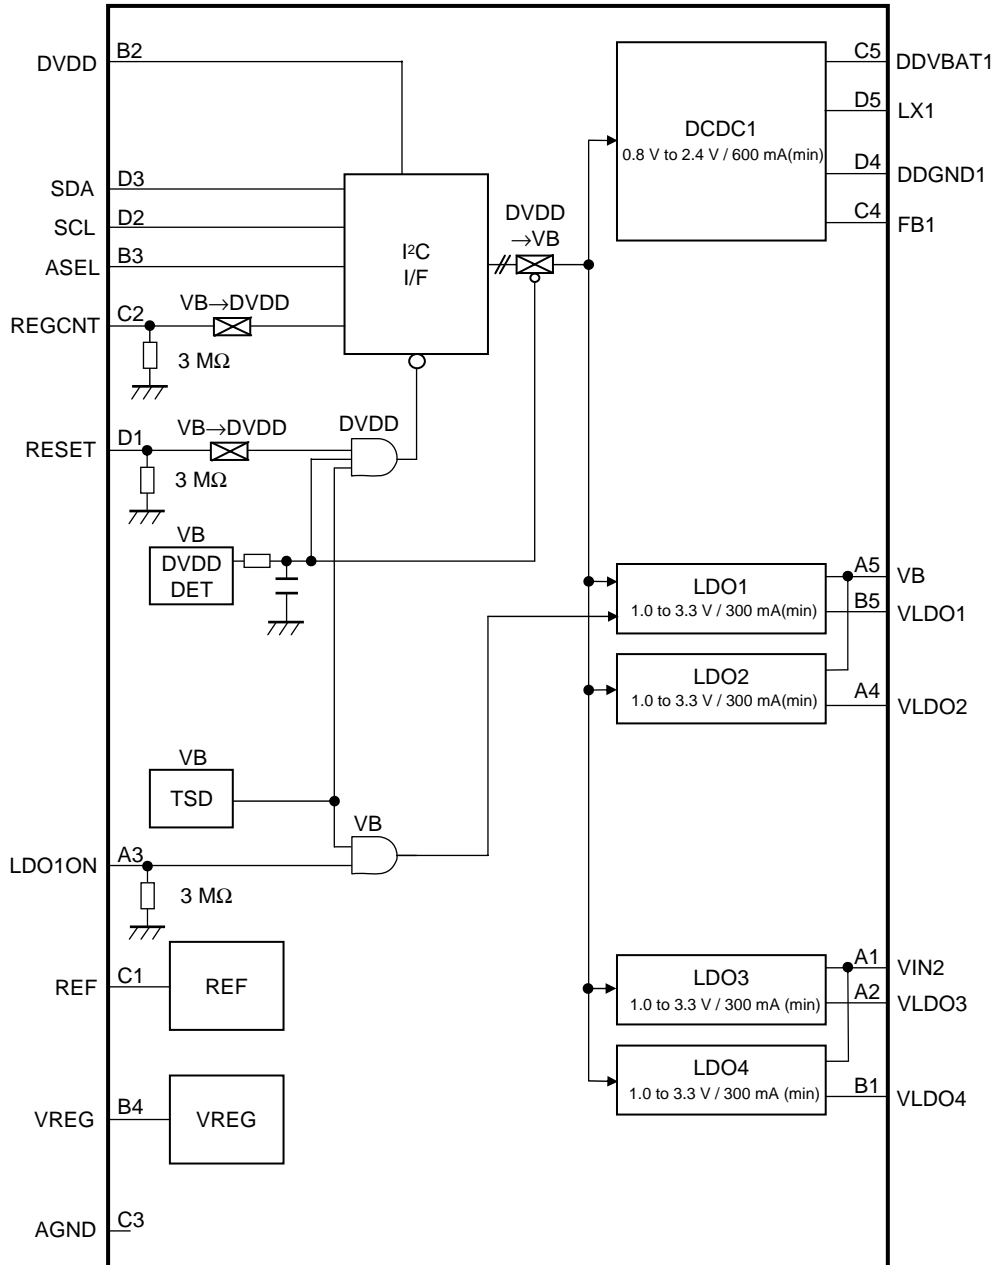 DVDD
B2
SDA
D3
SCL
D2
ASEL
B3
REGCNT
C2
VB→DVDD
3 MΩ
I²C
I/F
DVDD
→VB
RESET
D1
VB→DVDD
3 MΩ
DVDD
VB
DVDD
DET
VB
TSD
LDO1ON
A3
3 MΩ
VB
REF
C1
REF
VREG
B4
VREG
AGND
C3
DCDC1
0.8 V to 2.4 V / 600 mA(min)
C5
DDVBAT1
D5
LX1
D4
DDGND1
C4
FB1
LDO1
1.0 to 3.3 V / 300 mA(min)
A5
VB
B5
VLDO1
LDO2
1.0 to 3.3 V / 300 mA(min)
A4
VLDO2
LDO3
1.0 to 3.3 V / 300 mA (min)
A1
VIN2
A2
VLDO3
LDO4
1.0 to 3.3 V / 300 mA (min)
B1
VLDO4